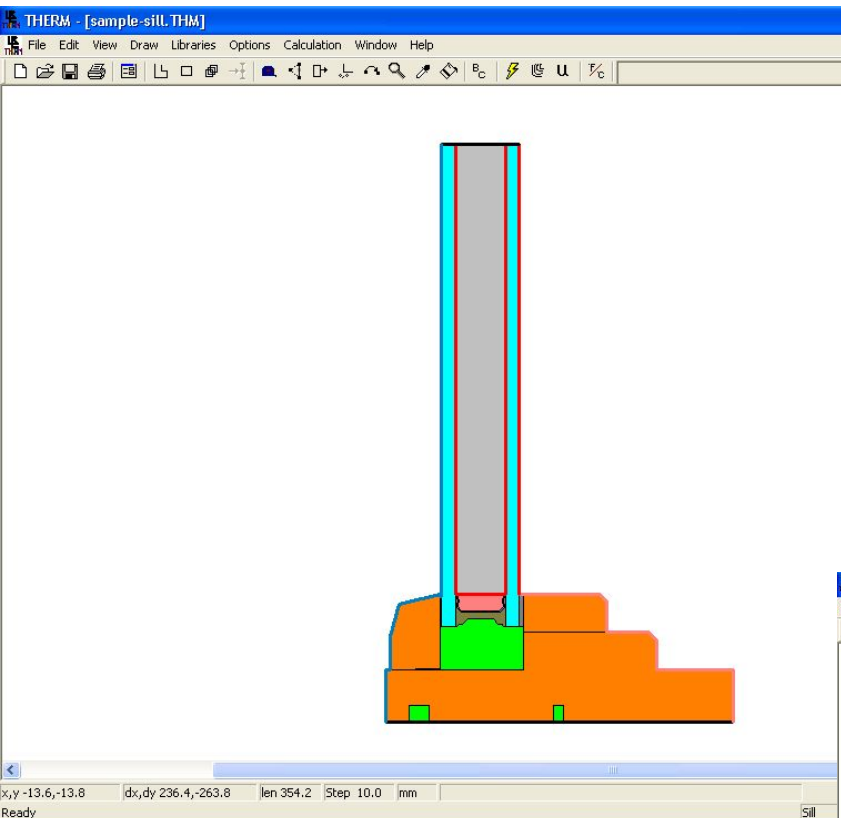 THERM - [sample-sill.THM]
File Edit View Draw Libraries Options Calculation Window Help
BC U F/C
x,y -13.6,-13.8 dx,dy 236.4,-263.8 len 354.2 Step 10.0 mm
Ready Sill